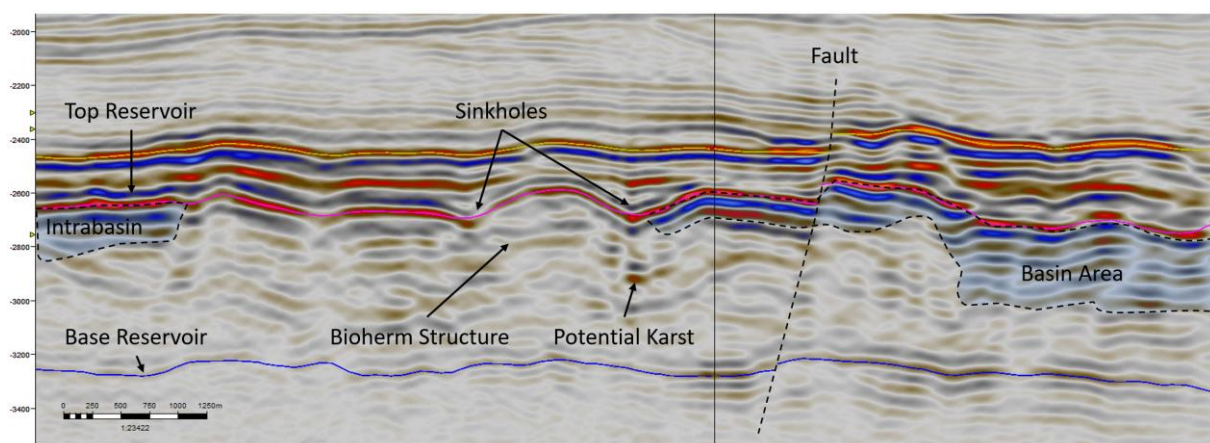 -2000
Fault
-2200
Top Reservoir
Sinkholes
-2400
-2600
Intrabasin
-2800
Basin Area
-3000
Base Reservoir
Bioherm Structure
Potential Karst
-3200
0 250 500 750 1000 1250m
-3400
1:23422